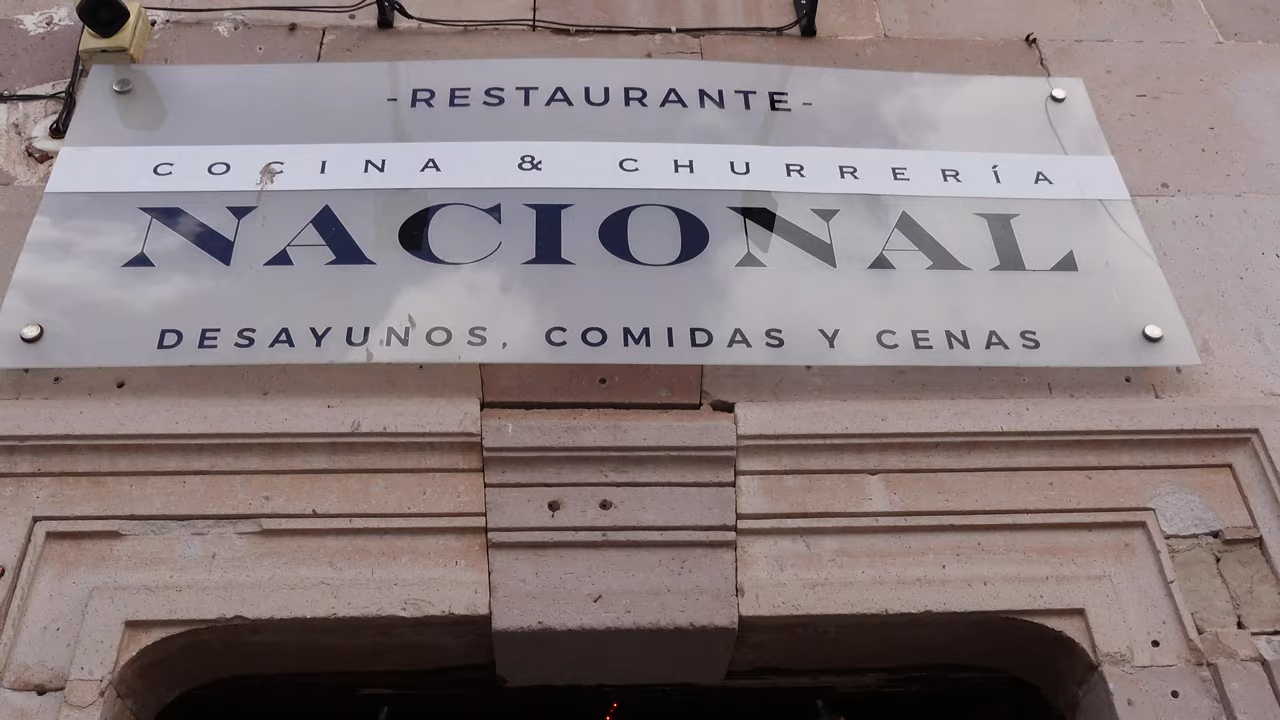 -RESTAURANTE-
COCINA & CHURRERÍA
NACIONAL
DESAYUNOS, COMIDAS Y CENAS